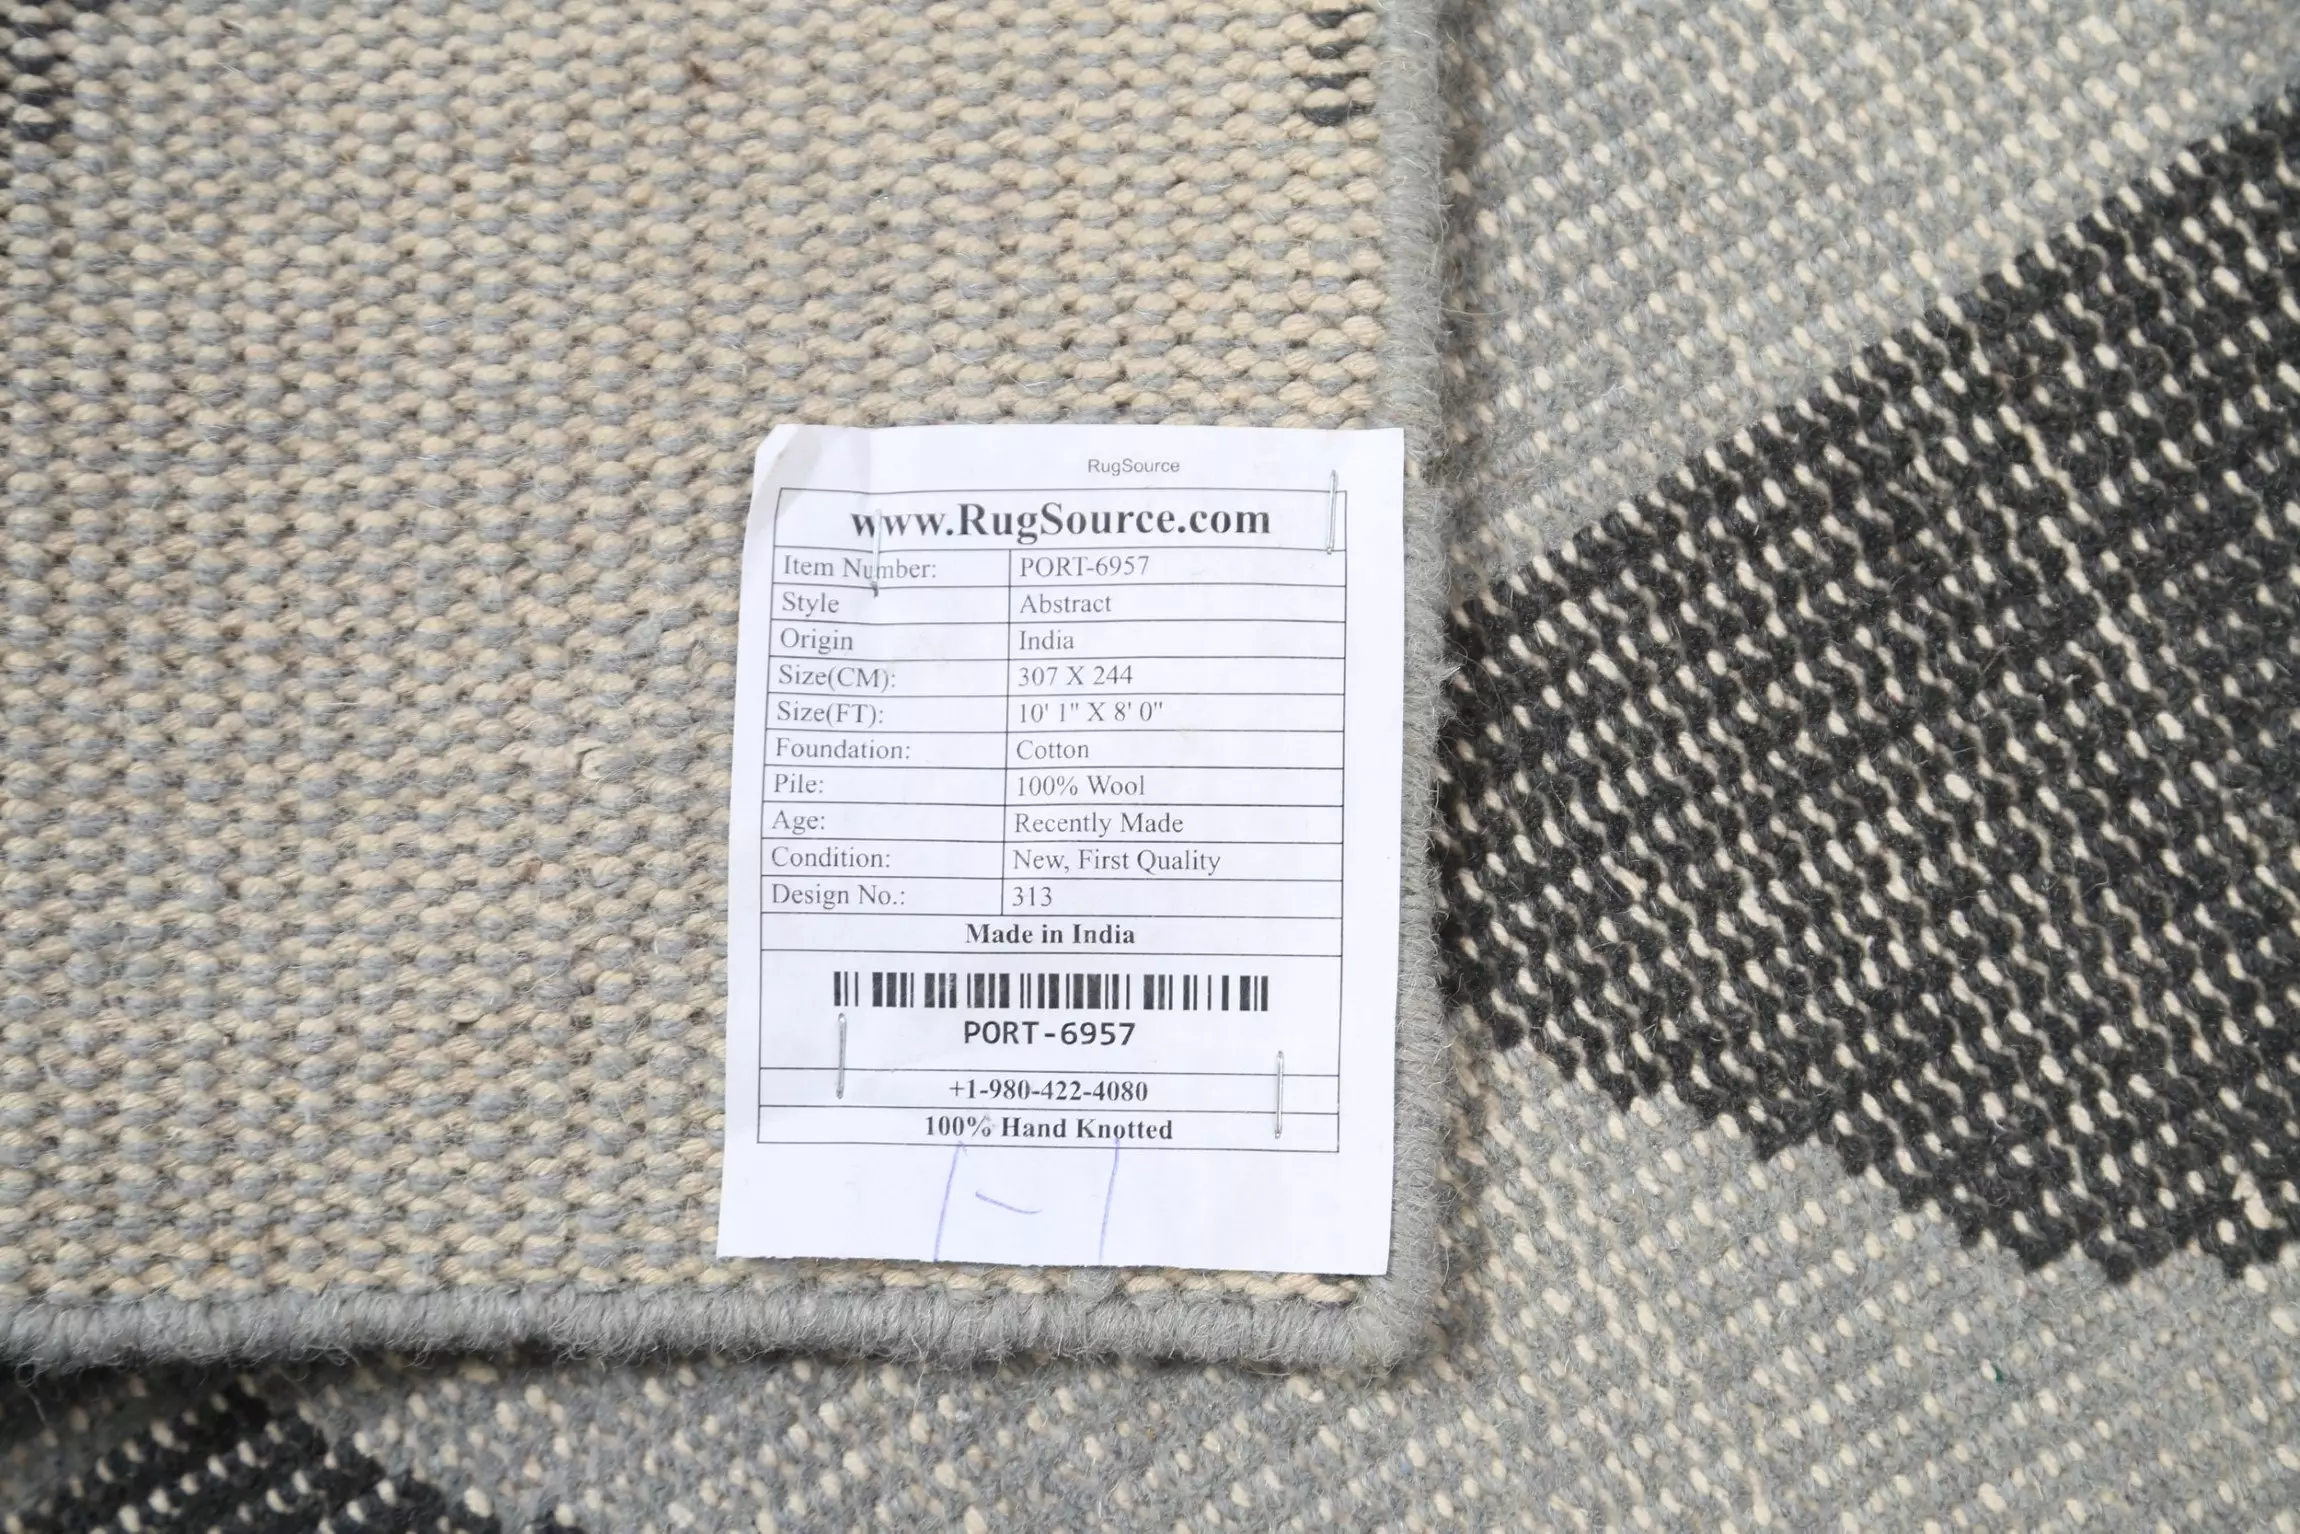 RugSource
www.RugSource.com
Item Number: PORT-6957
Style Abstract
Origin India
Size(CM): 307 X 244
Size(FT): 10' 1" X 8' 0"
Foundation: Cotton
Pile: 100% Wool
Age: Recently Made
Condition: New, First Quality
Design No.: 313
Made in India
PORT-6957
+1-980-422-4080
100% Hand Knotted